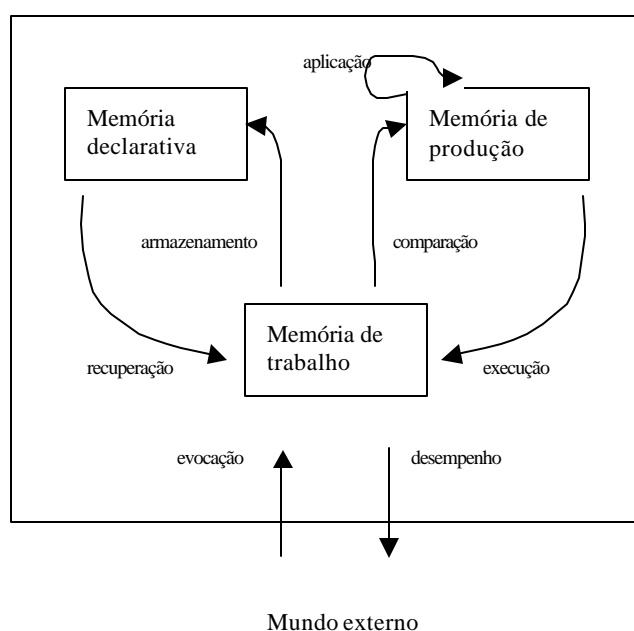 aplicação
Memória
declarativa
Memória de
produção
armazenamento
comparação
Memória de
trabalho
recuperação
execução
evocação
desempenho
Mundo externo